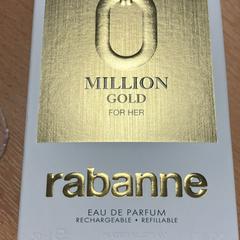 MILLION
GOLD
FOR HER
rabanne
EAU DE PARFUM
RECHARGEABLE • REFILLABLE